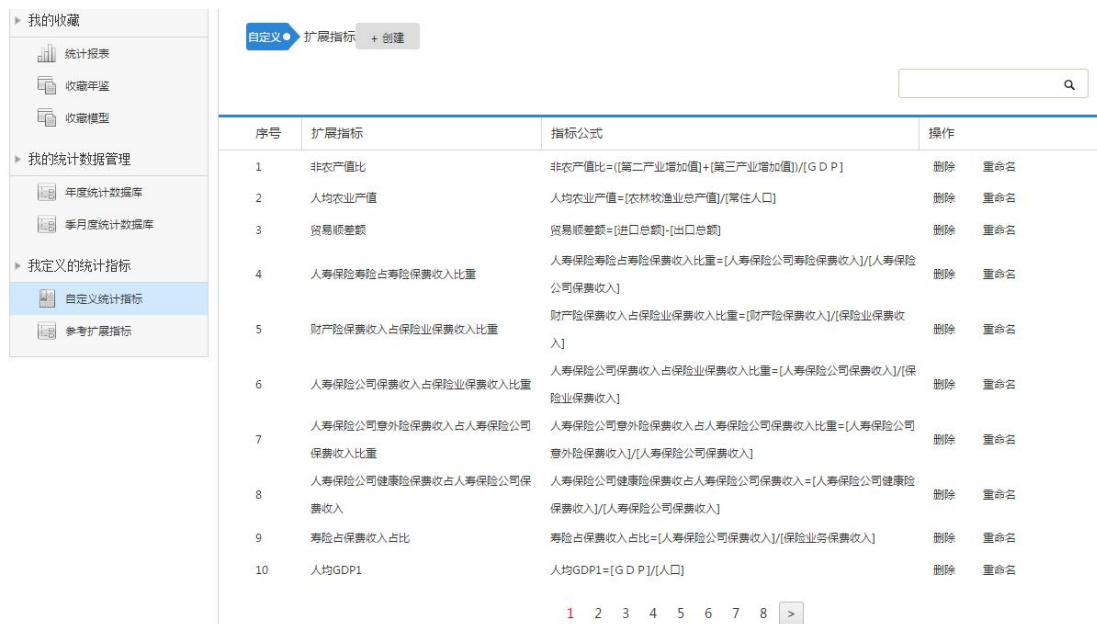 我的收藏
统计报表
收藏年鉴
收藏模型
我的统计数据管理
年度统计数据库
季月度统计数据库
我定义的统计指标
自定义统计指标
参考扩展指标
自定义 扩展指标 + 创建
序号 扩展指标 指标公式 操作
1 非农产值比 非农产值比=([第二产业增加值]+[第三产业增加值])/[G D P] 删除 重命名
2 人均农业产值 人均农业产值=[农林牧渔业总产值]/[常住人口] 删除 重命名
3 贸易顺差额 贸易顺差额=[进口总额]-[出口总额] 删除 重命名
4 人寿保险寿险占寿险保费收入比重 人寿保险寿险占寿险保费收入比重=[人寿保险公司寿险保费收入]/[人寿保险
公司保费收入] 删除 重命名
5 财产险保费收入占保险业保费收入比重 财产险保费收入占保险业保费收入比重=[财产险保费收入]/[保险业保费收
入] 删除 重命名
6 人寿保险公司保费收入占保险业保费收入比重 人寿保险公司保费收入占保险业保费收入比重=[人寿保险公司保费收入]/[保
险业保费收入] 删除 重命名
7 人寿保险公司意外险保费收入占人寿保险公司 人寿保险公司意外险保费收入占人寿保险公司保费收入比重=[人寿保险公司
保费收入比重 意外险保费收入]/[人寿保险公司保费收入] 删除 重命名
8 人寿保险公司健康险保费收占人寿保险公司保 人寿保险公司健康险保费收占人寿保险公司保费收入=[人寿保险公司健康险
费收入 保费收入]/[人寿保险公司保费收入] 删除 重命名
9 寿险占保费收入占比 寿险占保费收入占比=[人寿保险公司保费收入]/[保险业务保费收入] 删除 重命名
10 人均GDP1 人均GDP1=[G D P]/[人口] 删除 重命名
1 2 3 4 5 6 7 8 >